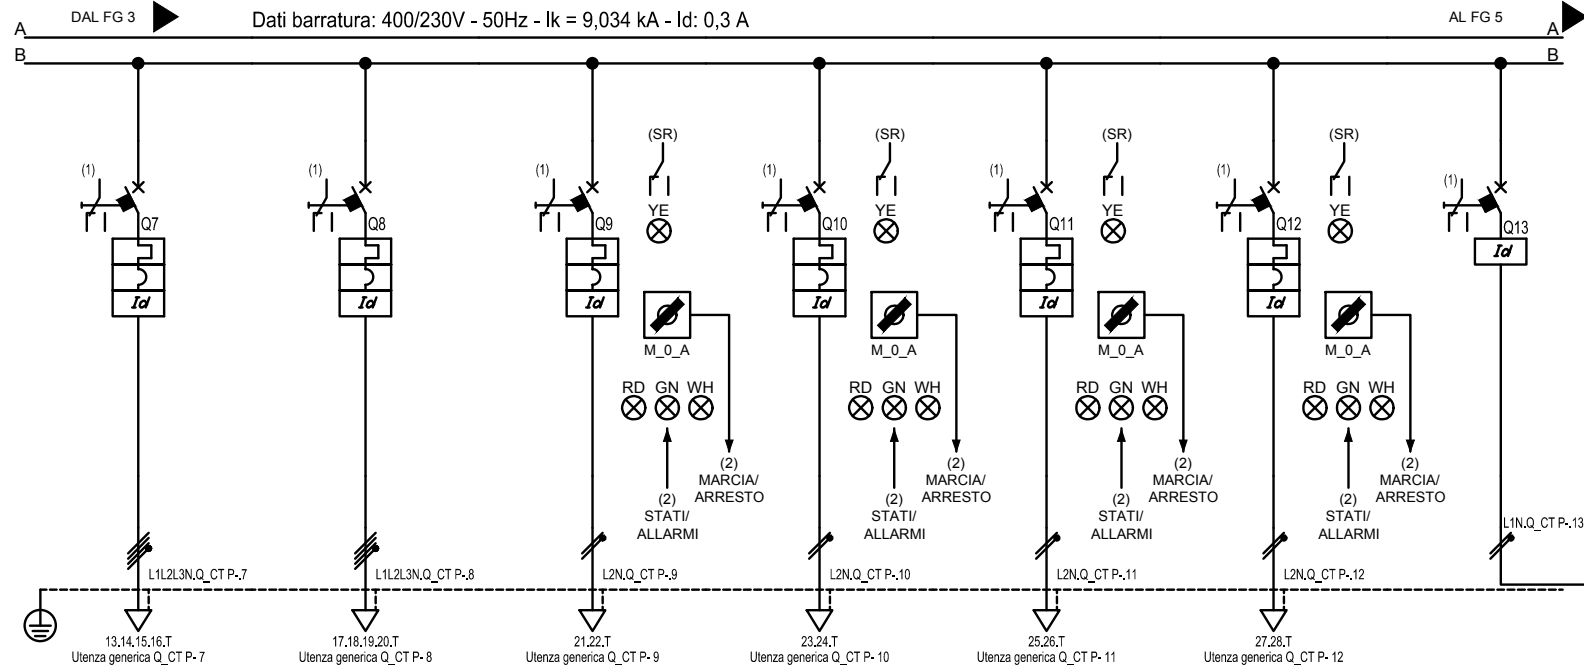 DAL FG 3
Dati barratura: 400/230V - 50Hz - Ik = 9,034 kA - Id: 0,3 A
AL FG 5
A
A
B
B
(SR)
(SR)
(SR)
(SR)
(1)
(1)
(1)
(1)
(1)
(1)
(1)
YE
YE
YE
YE
Q7
Q8
Q9
Q10
Q11
Q12
Q13
Id
Id
Id
Id
Id
Id
Id
M_0_A
M_0_A
M_0_A
M_0_A
RD GN WH
RD GN WH
RD GN WH
RD GN WH
(2)
MARCIA/
ARRESTO
(2)
MARCIA/
ARRESTO
(2)
MARCIA/
ARRESTO
(2)
MARCIA/
ARRESTO
(2)
STATI/
ALLARMI
(2)
STATI/
ALLARMI
(2)
STATI/
ALLARMI
(2)
STATI/
ALLARMI
L1N.Q_CT P-.13
L1L2L3N.Q_CT P-.7
L1L2L3N.Q_CT P-.8
L2N.Q_CT P-.9
L2N.Q_CT P-.10
L2N.Q_CT P-.11
L2N.Q_CT P-.12
13.14.15.16.T
Utenza generica Q_CT P- 7
17.18.19.20.T
Utenza generica Q_CT P- 8
21.22.T
Utenza generica Q_CT P- 9
23.24.T
Utenza generica Q_CT P- 10
25.26.T
Utenza generica Q_CT P- 11
27.28.T
Utenza generica Q_CT P- 12